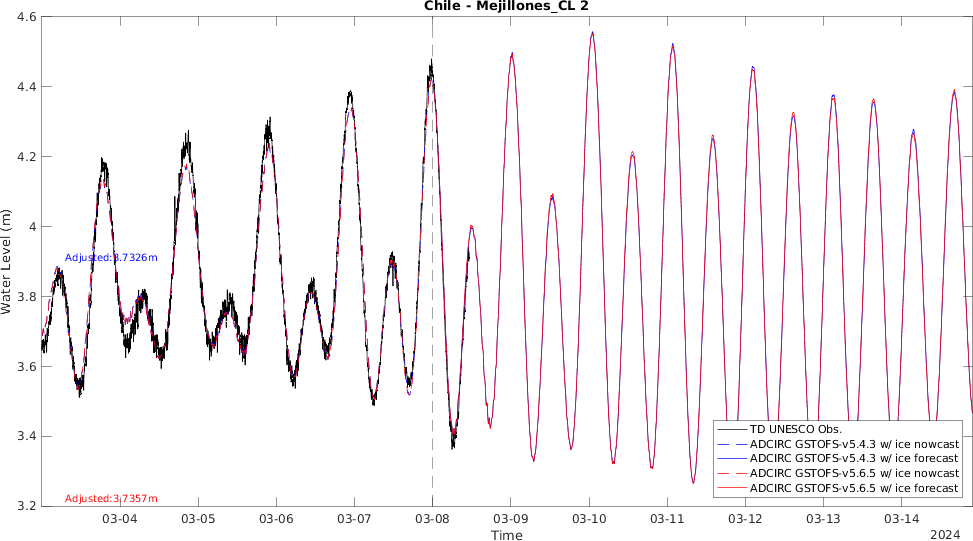 Chile - Mejillones_CL 2
4.6
4.4
4.2
4
3.8
3.6
3.4
3.2
Water Level (m)
Adjusted:3.7326m
Adjusted:3.7357m
TD UNESCO Obs.
ADCIRC GSTOFS-v5.4.3 w/ ice nowcast
ADCIRC GSTOFS-v5.4.3 w/ ice forecast
ADCIRC GSTOFS-v5.6.5 w/ ice nowcast
ADCIRC GSTOFS-v5.6.5 w/ ice forecast
03-04 03-05 03-06 03-07 03-08 03-09 03-10 03-11 03-12 03-13 03-14
Time
2024